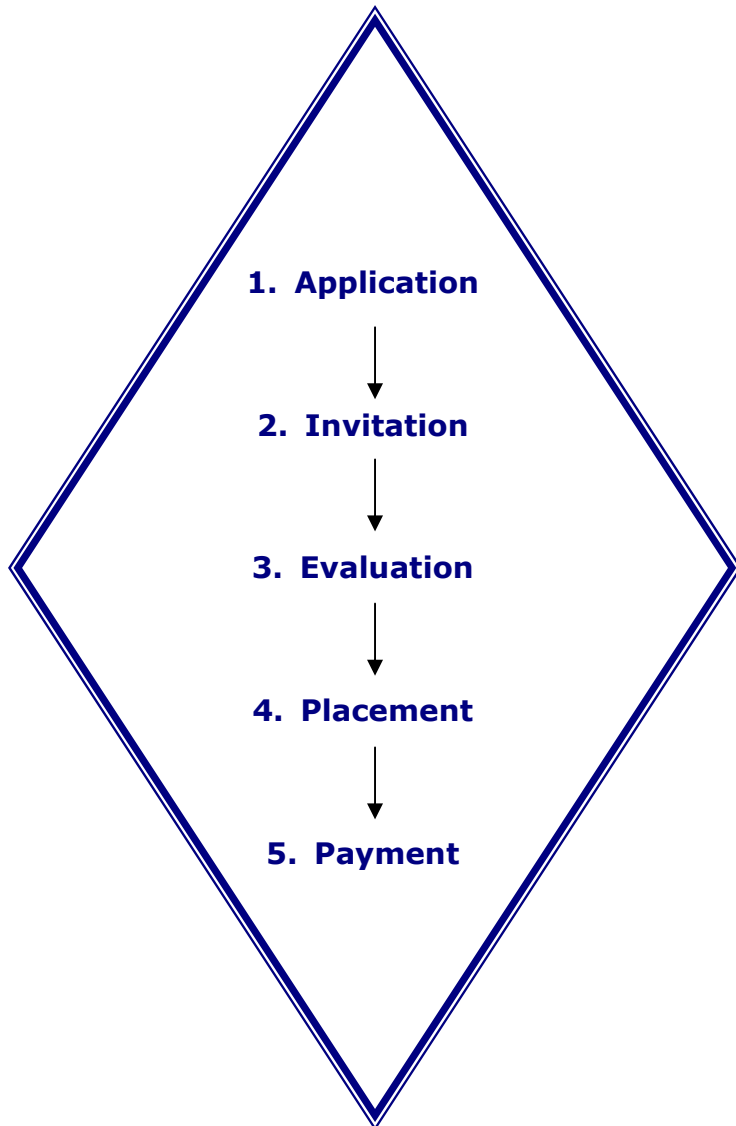 1. Application
2. Invitation
3. Evaluation
4. Placement
5. Payment